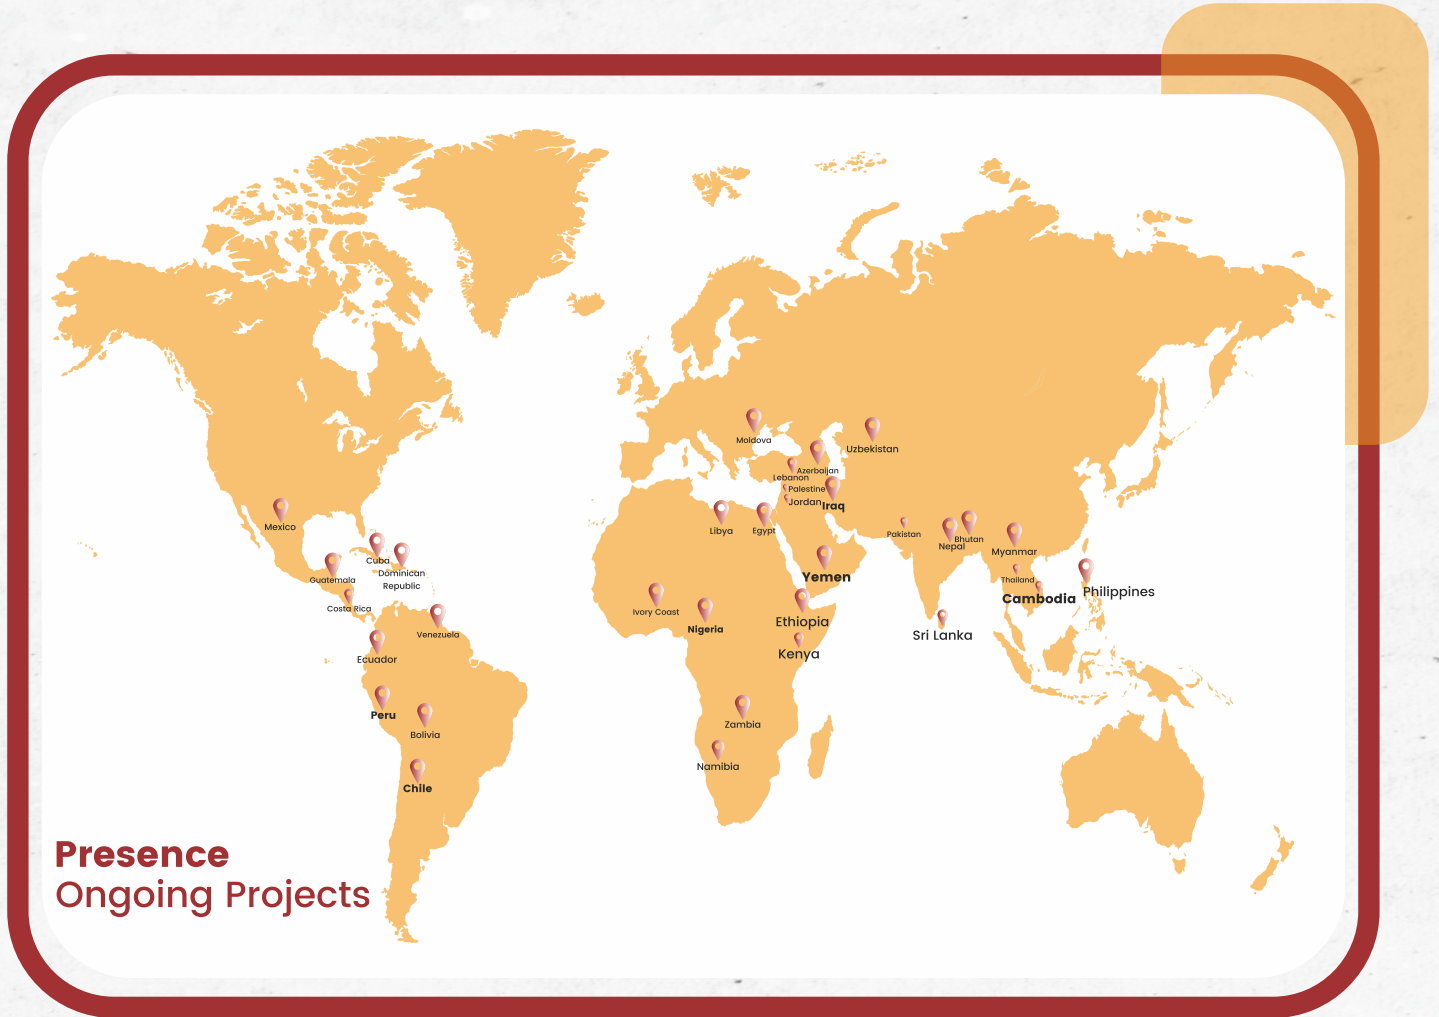 Moldova
Uzbekistan
Azerbaijan
Lebanon
Palestine
Jordan
Iraq
Mexico
Libya
Egypt
Pakistan
Nepal
Bhutan
Myanmar
Cuba
Dominican
Republic
Guatemala
Costa Rica
Yemen
Thailand
Cambodia
Philippines
Ivory Coast
Nigeria
Ethiopia
Sri Lanka
Venezuela
Kenya
Ecuador
Peru
Bolivia
Zambia
Namibia
Chile
Presence
Ongoing Projects